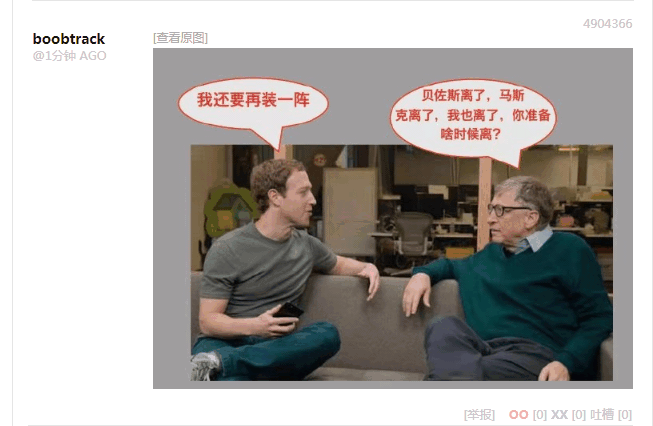 4904366
boobtrack
@1分钟 AGO
[查看原图]
我还要再装一阵
贝佐斯离了，马斯
克离了，我也离了，你准备
啥时候离？
[举报] OO [0] XX [0] 吐槽 [0]